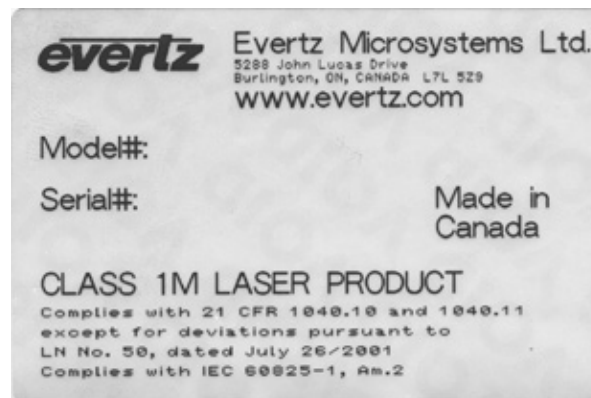 evertz
Evertz Microsystems Ltd.
5288 John Lucas Drive
Burlington, ON, CANADA L7L 5Z9
www.evertz.com
Model#:
Serial#:
Made in
Canada
CLASS 1M LASER PRODUCT
Complies with 21 CFR 1040.10 and 1040.11
except for deviations pursuant to
LN No. 50, dated July 26/2001
Complies with IEC 60825-1, Am.2